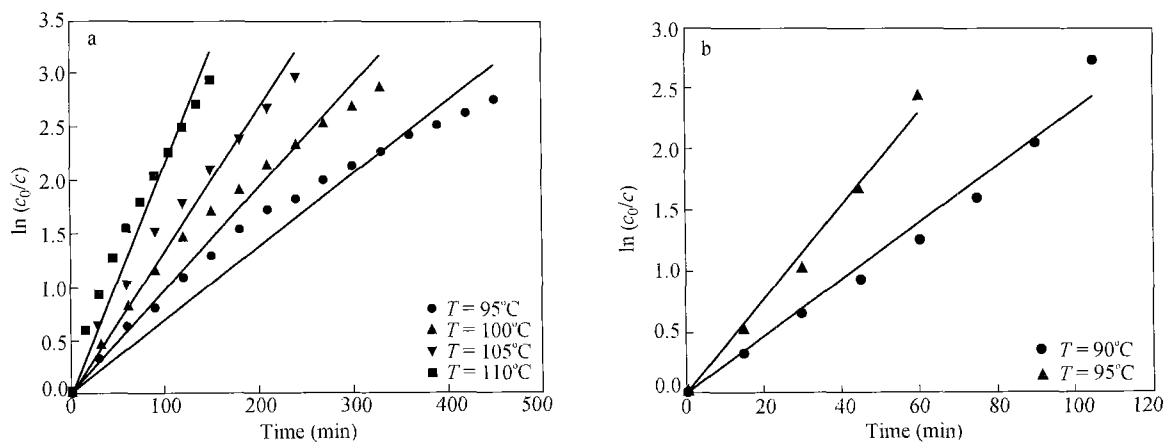 a
ln (c₀/c)
3.5
3.0
2.5
2.0
1.5
1.0
0.5
0.0
0 100 200 300 400 500
Time (min)
T = 95°C
T = 100°C
T = 105°C
T = 110°C
b
ln (c₀/c)
3.0
2.5
2.0
1.5
1.0
0.5
0.0
0 20 40 60 80 100 120
Time (min)
T = 90°C
T = 95°C